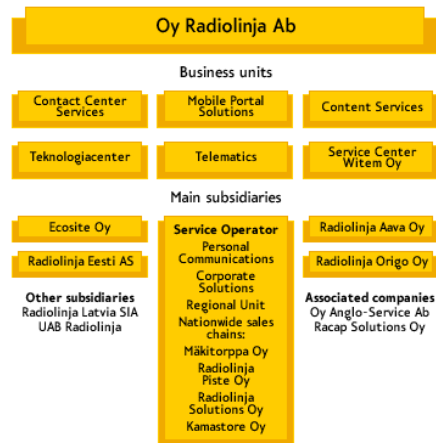 Oy Radiolinja Ab
Business units
Contact Center
Services
Mobile Portal
Solutions
Content Services
Teknologiacenter
Telematics
Service Center
Witem Oy
Main subsidiaries
Ecosite Oy
Radiolinja Eesti AS
Other subsidiaries
Radiolinja Latvia SIA
UAB Radiolinja
Service Operator
Personal
Communications
Corporate
Solutions
Regional Unit
Nationwide sales
chains:
Mäkitorppa Oy
Radiolinja
Piste Oy
Radiolinja
Solutions Oy
Kamastore Oy
Radiolinja Aava Oy
Radiolinja Origo Oy
Associated companies
Oy Anglo-Service Ab
Racap Solutions Oy